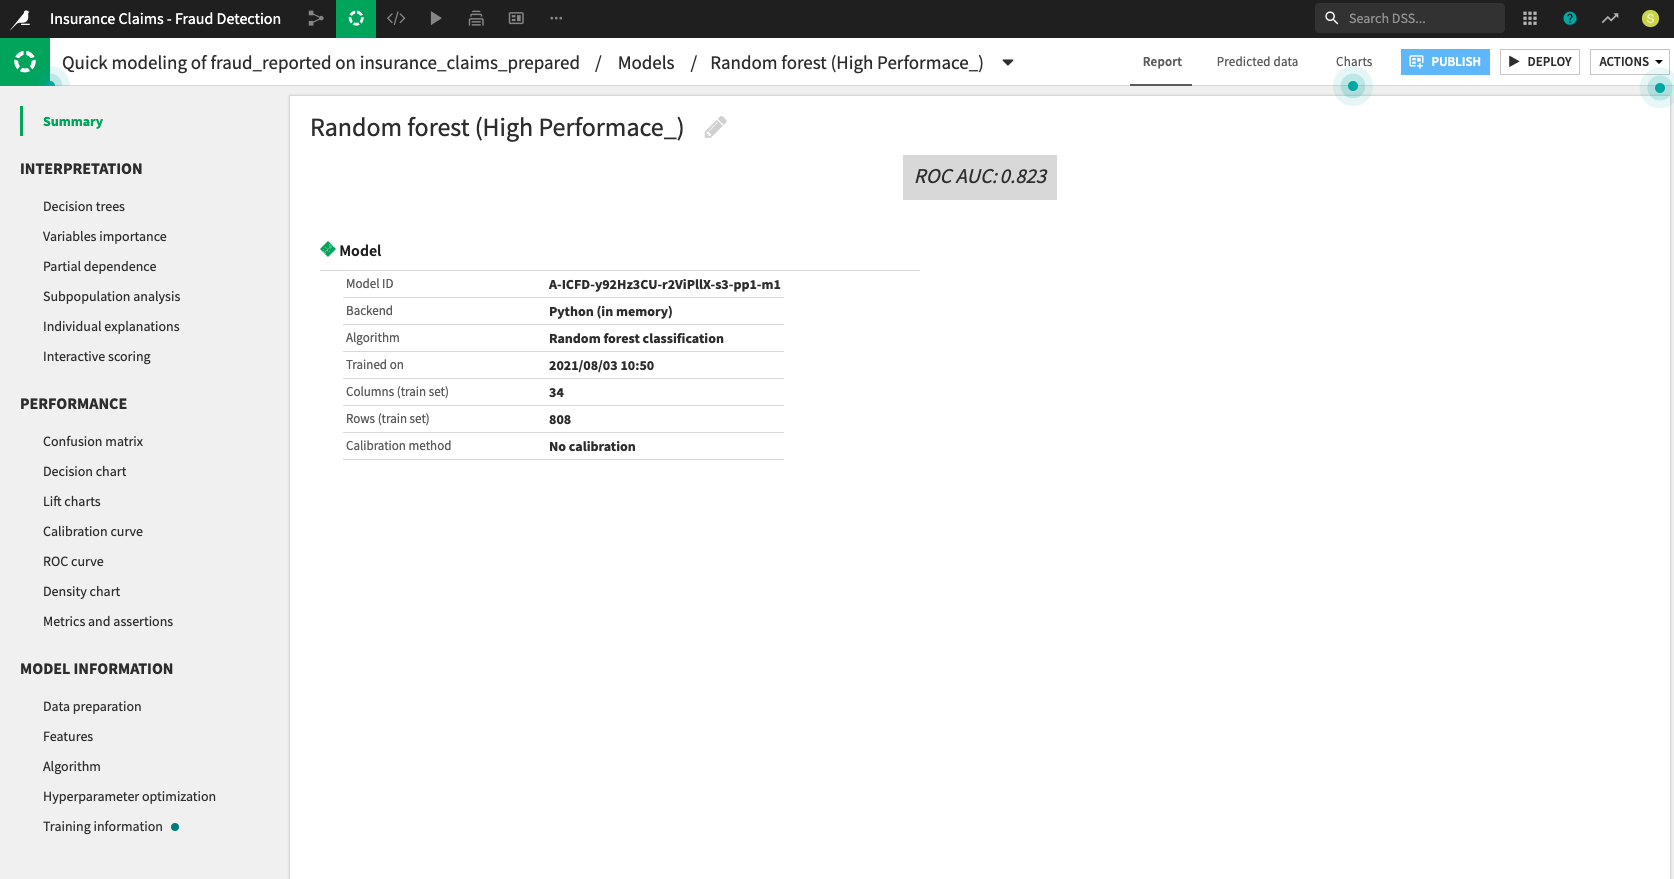 Insurance Claims - Fraud Detection
Search DSS...
?
S
Quick modeling of fraud_reported on insurance_claims_prepared / Models / Random forest (High Performace_)
Report
Predicted data
Charts
PUBLISH
DEPLOY
ACTIONS
Summary
INTERPRETATION
Decision trees
Variables importance
Partial dependence
Subpopulation analysis
Individual explanations
Interactive scoring
PERFORMANCE
Confusion matrix
Decision chart
Lift charts
Calibration curve
ROC curve
Density chart
Metrics and assertions
MODEL INFORMATION
Data preparation
Features
Algorithm
Hyperparameter optimization
Training information
Random forest (High Performace_)
ROC AUC: 0.823
Model
Model ID A-ICFD-y92Hz3CU-r2ViPllX-s3-pp1-m1
Backend Python (in memory)
Algorithm Random forest classification
Trained on 2021/08/03 10:50
Columns (train set) 34
Rows (train set) 808
Calibration method No calibration